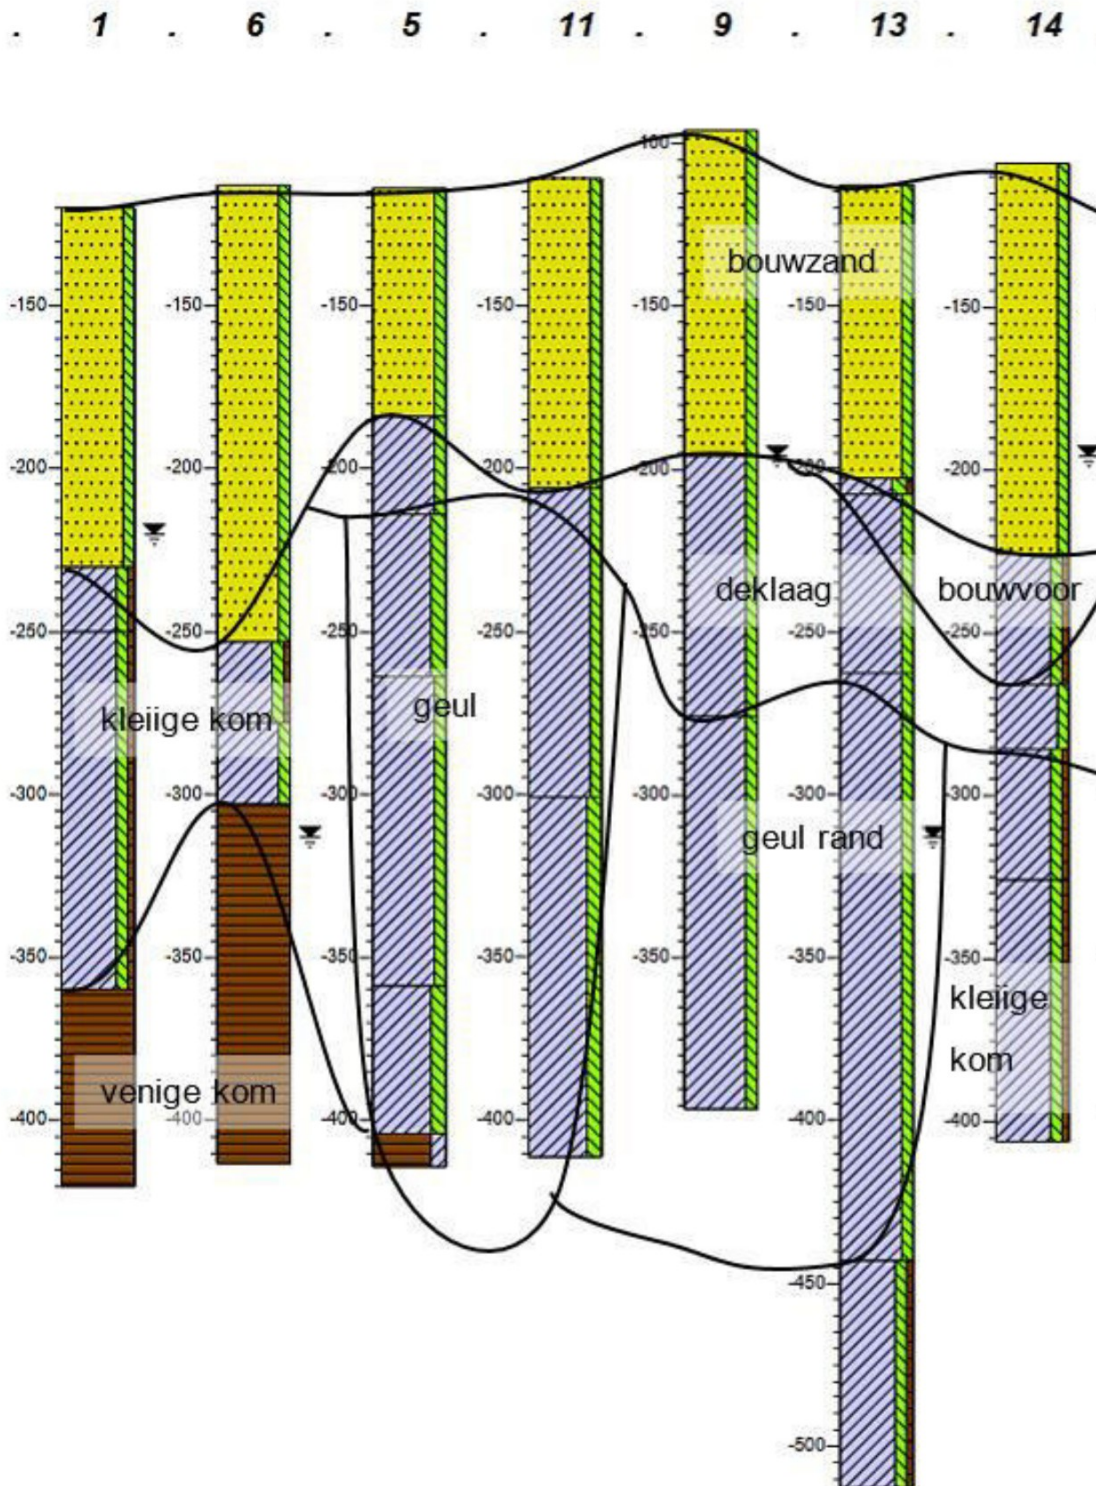 . 1 . 6 . 5 . 11 . 9 . 13 . 14
-100
bouwzand
-150 -150 -150 -150 -150 -150 -150
-200 -200 -200 -200 -200 -200 -200
deklaag bouwvoor
-250 -250 -250 -250 -250 -250 -250
kleiige kom geul
-300 -300 -300 -300 -300 -300 -300
geul rand
-350 -350 -350 -350 -350 -350 -350
kleiige
kom
venige kom
-400 -400 -400 -400 -400 -400 -400
-450
-500